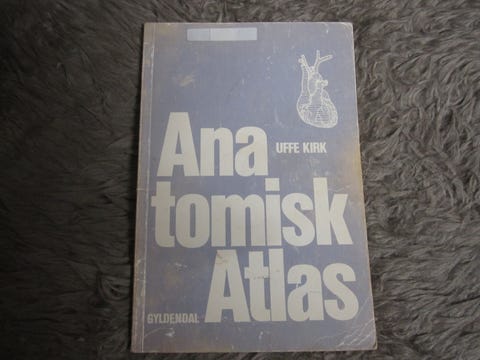 Ana
UFFE KIRK
tomisk
Atlas
GYLDENDAL